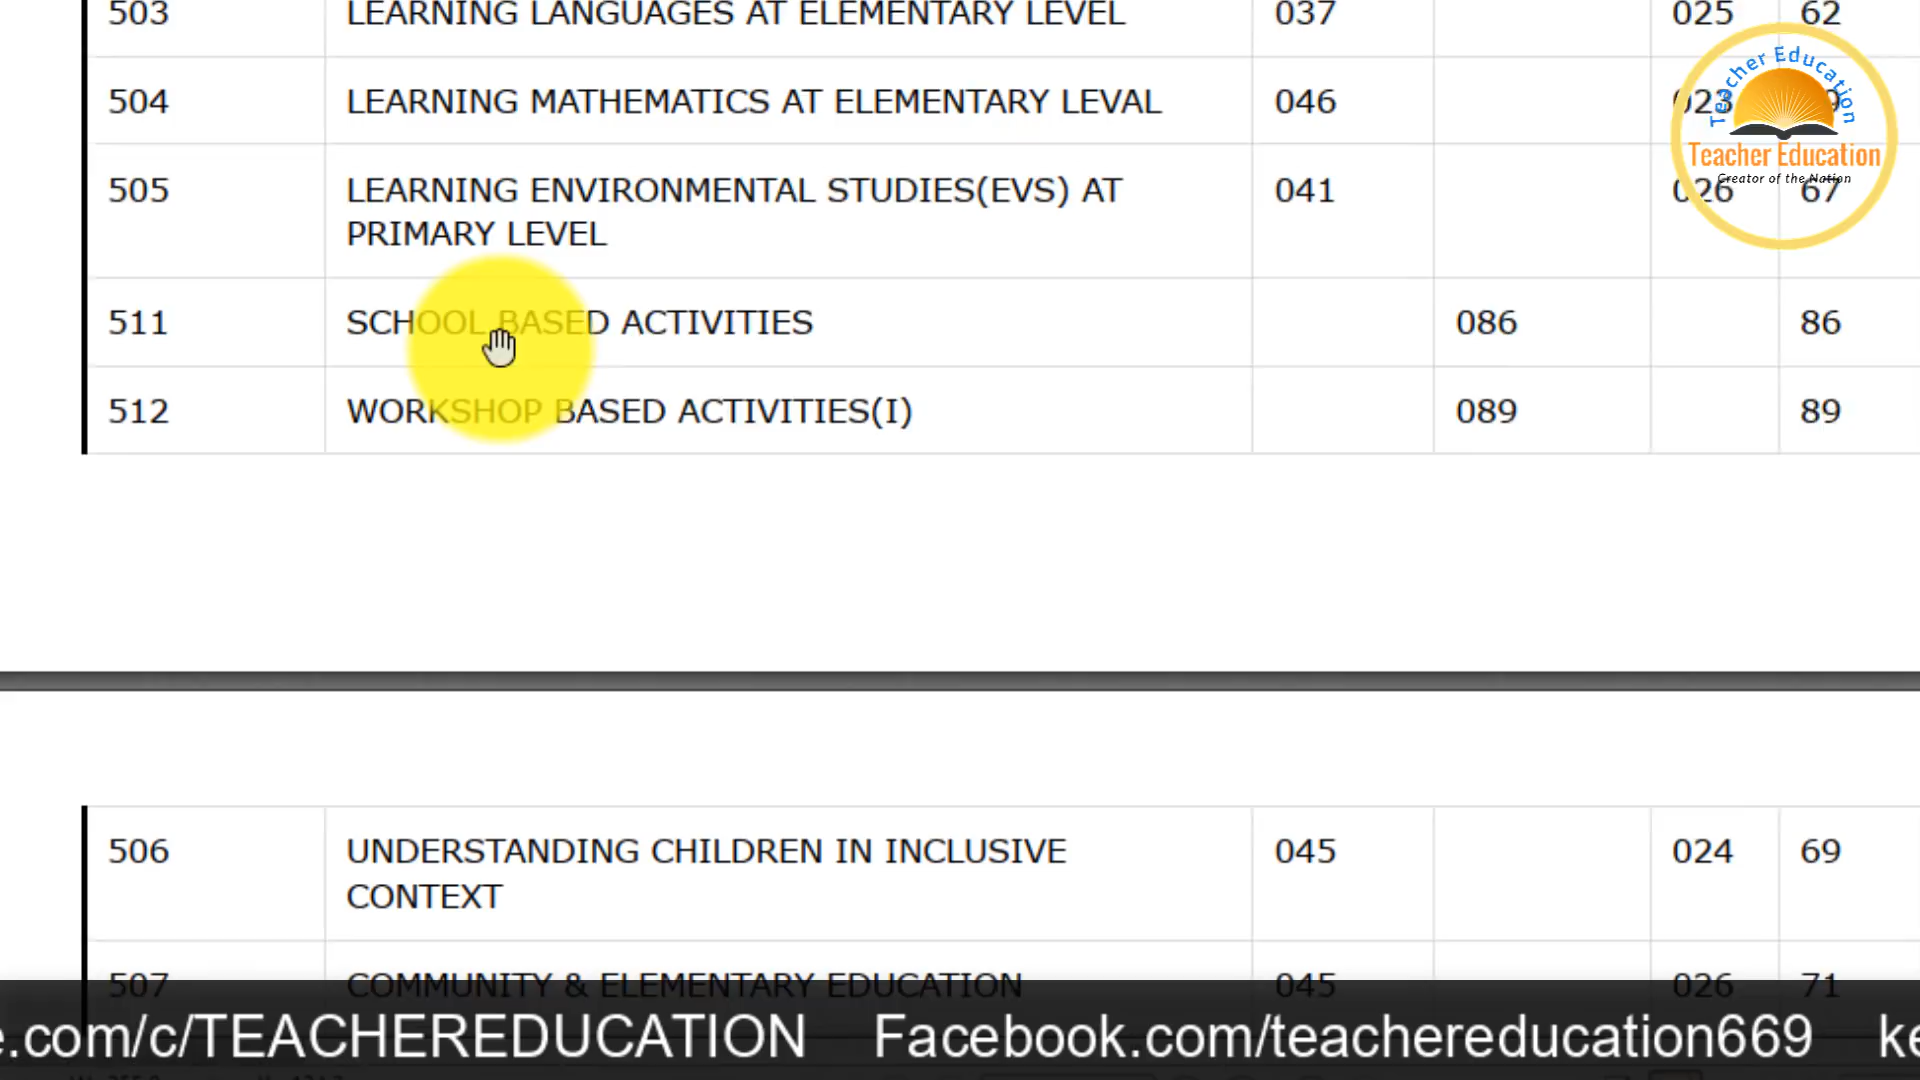 503 LEARNING LANGUAGES AT ELEMENTARY LEVEL 037 025 62
504 LEARNING MATHEMATICS AT ELEMENTARY LEVAL 046 023
505 LEARNING ENVIRONMENTAL STUDIES(EVS) AT 041 026 67
PRIMARY LEVEL
Teacher Education
Teacher Education
Creator of the Nation
511 SCHOOL BASED ACTIVITIES 086 86
512 WORKSHOP BASED ACTIVITIES(I) 089 89
506 UNDERSTANDING CHILDREN IN INCLUSIVE 045 024 69
CONTEXT
507 COMMUNITY & ELEMENTARY EDUCATION 045 026 71
e.com/c/TEACHEREDUCATION Facebook.com/teachereducation669 ke